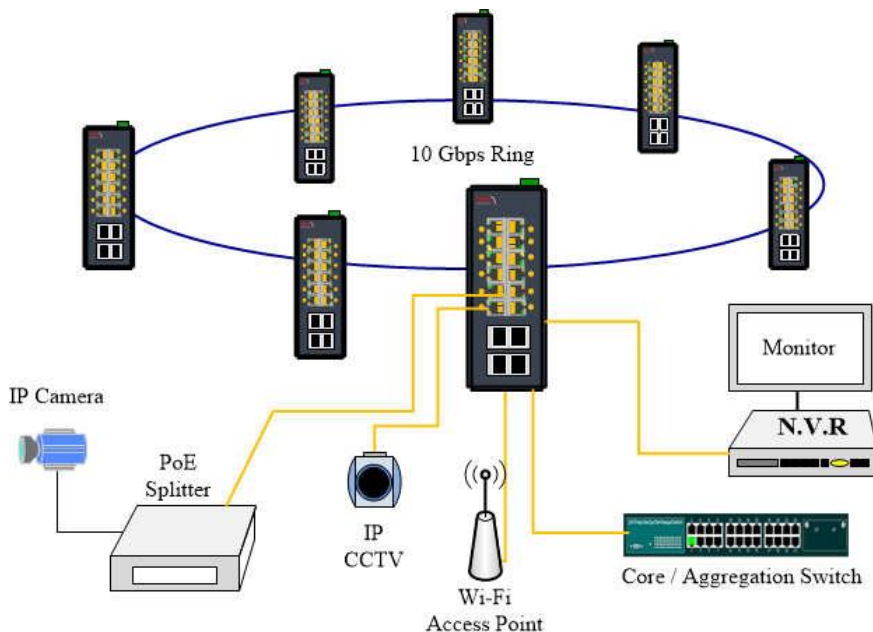 10 Gbps Ring
Monitor
N.V.R
IP Camera
PoE
Splitter
IP
CCTV
Wi-Fi
Access Point
Core / Aggregation Switch